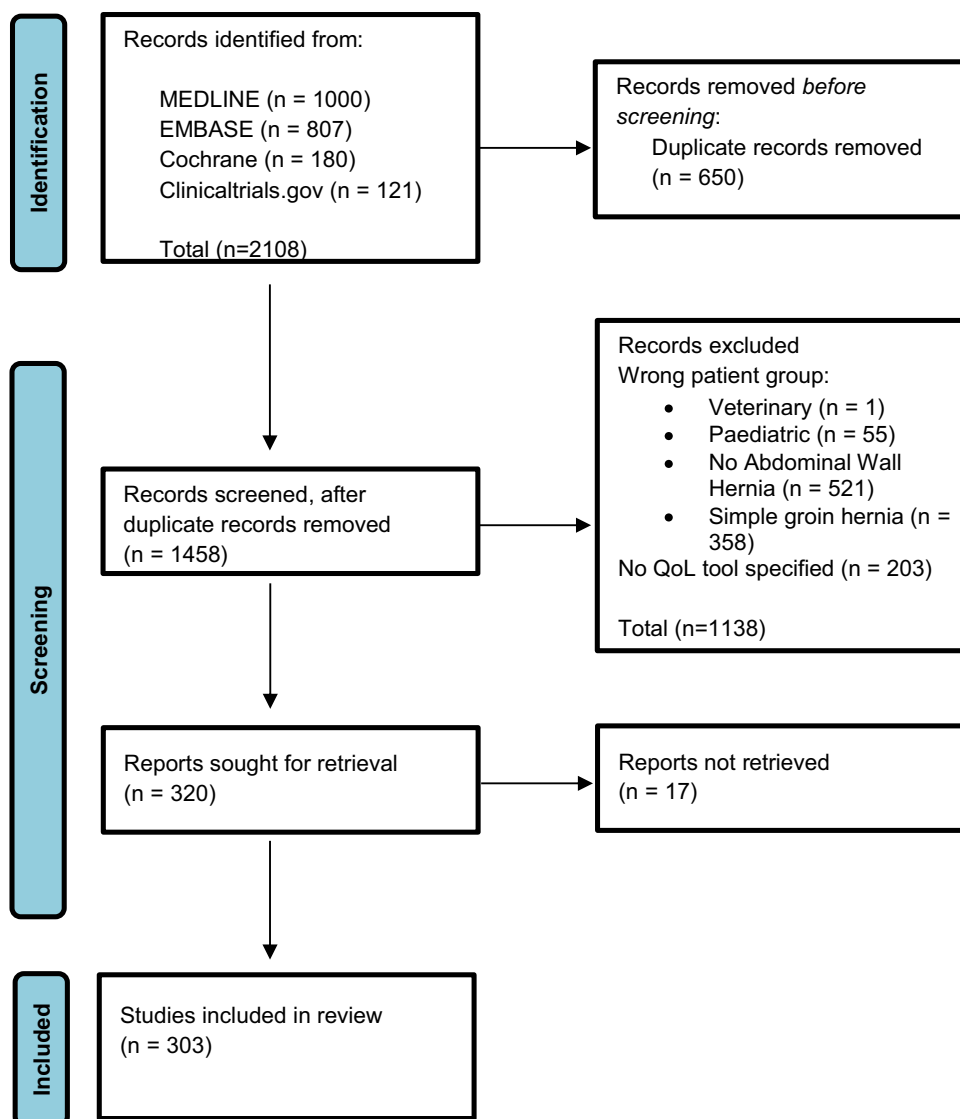 Identification
Records identified from:
MEDLINE (n = 1000)
EMBASE (n = 807)
Cochrane (n = 180)
Clinicaltrials.gov (n = 121)
Total (n=2108)
Records removed before
screening:
Duplicate records removed
(n = 650)
Screening
Records screened, after
duplicate records removed
(n = 1458)
Records excluded
Wrong patient group:
• Veterinary (n = 1)
• Paediatric (n = 55)
• No Abdominal Wall
Hernia (n = 521)
• Simple groin hernia (n =
358)
No QoL tool specified (n = 203)
Total (n=1138)
Reports sought for retrieval
(n = 320)
Reports not retrieved
(n = 17)
Included
Studies included in review
(n = 303)